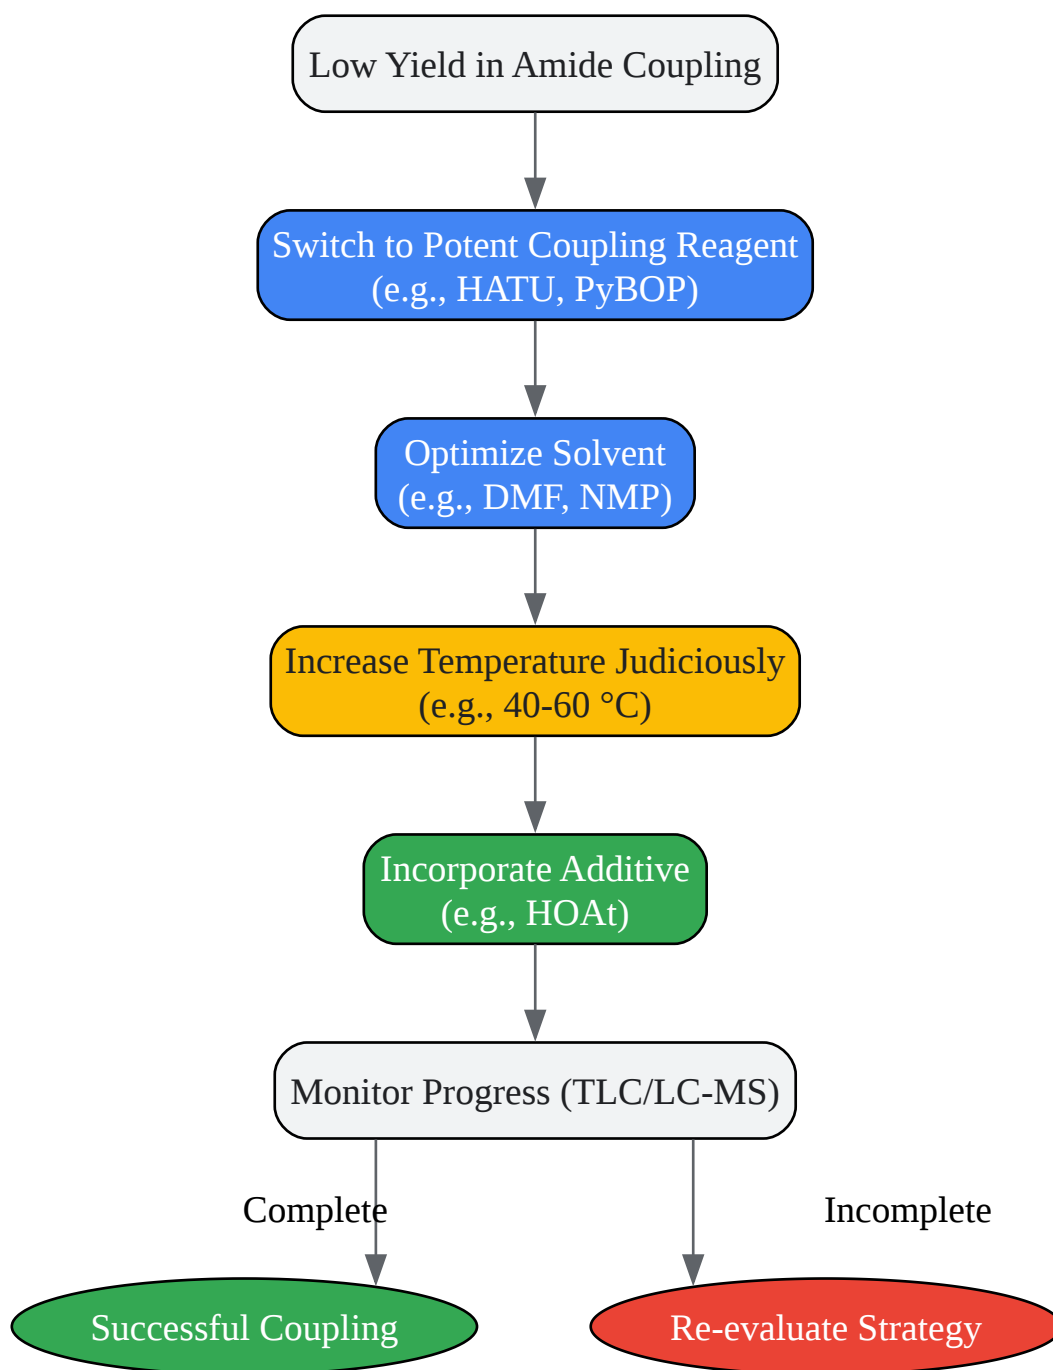 Low Yield in Amide Coupling
Switch to Potent Coupling Reagent
(e.g., HATU, PyBOP)
Optimize Solvent
(e.g., DMF, NMP)
Increase Temperature Judiciously
(e.g., 40-60 °C)
Incorporate Additive
(e.g., HOAt)
Monitor Progress (TLC/LC-MS)
Complete
Incomplete
Successful Coupling
Re-evaluate Strategy